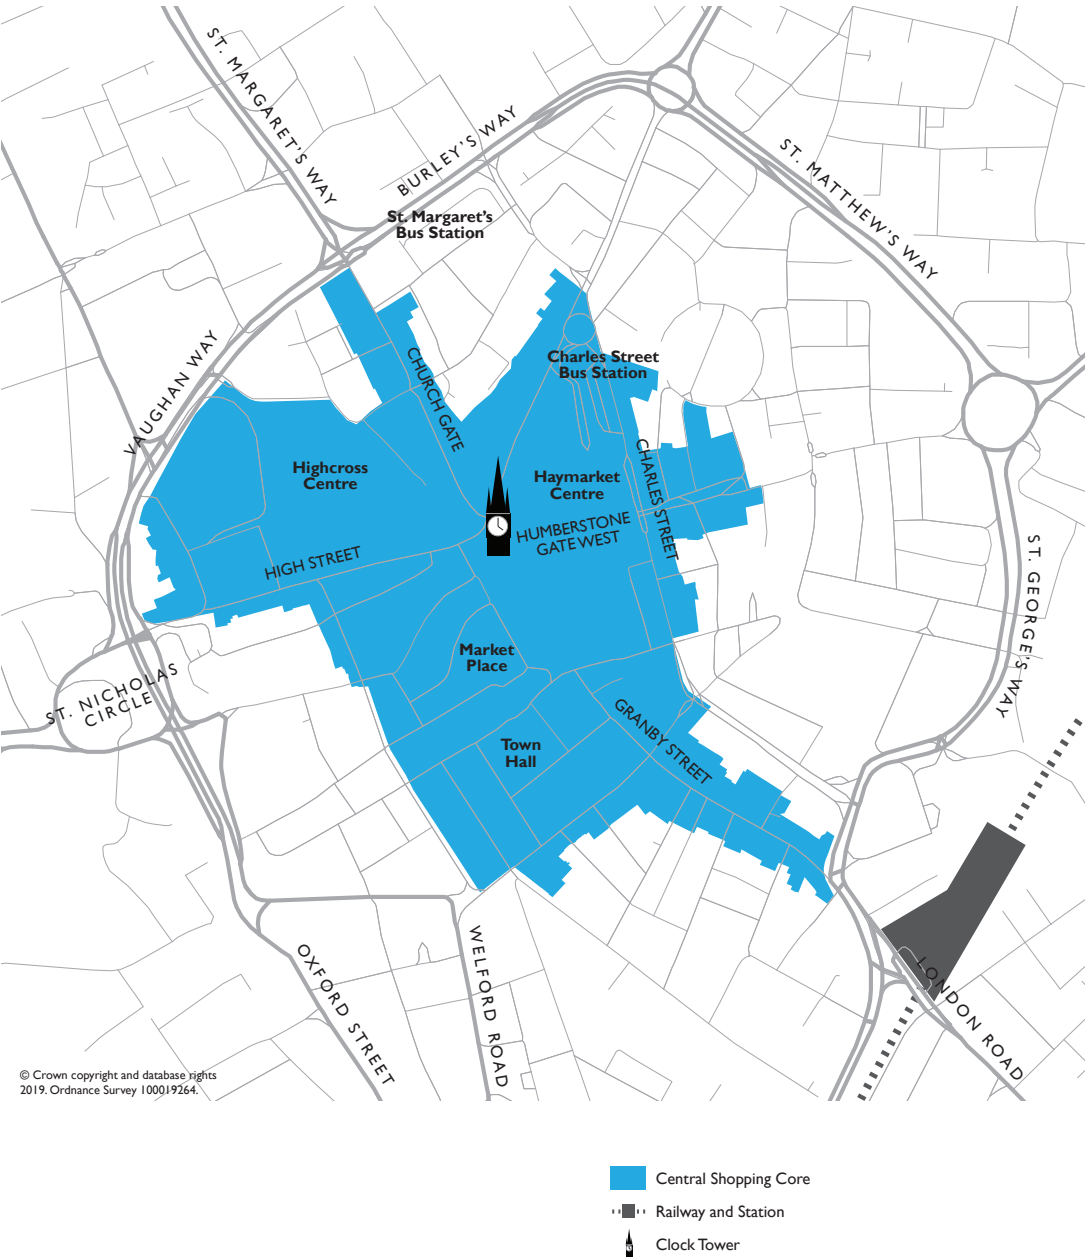 ST. MARGARET'S WAY
BURLEY'S WAY
ST. MATTHEW'S WAY
St. Margaret's
Bus Station
VAUGHAN WAY
CHURCH GATE
Charles Street
Bus Station
Highcross
Centre
Haymarket
Centre
CHARLES STREET
HUMBERSTONE
GATE WEST
HIGH STREET
ST. GEORGE'S WAY
Market
Place
ST. NICHOLAS
CIRCLE
GRANBY STREET
Town
Hall
OXFORD STREET
WELFORD ROAD
LONDON ROAD
© Crown copyright and database rights
2019. Ordnance Survey 100019264.
Central Shopping Core
Railway and Station
Clock Tower